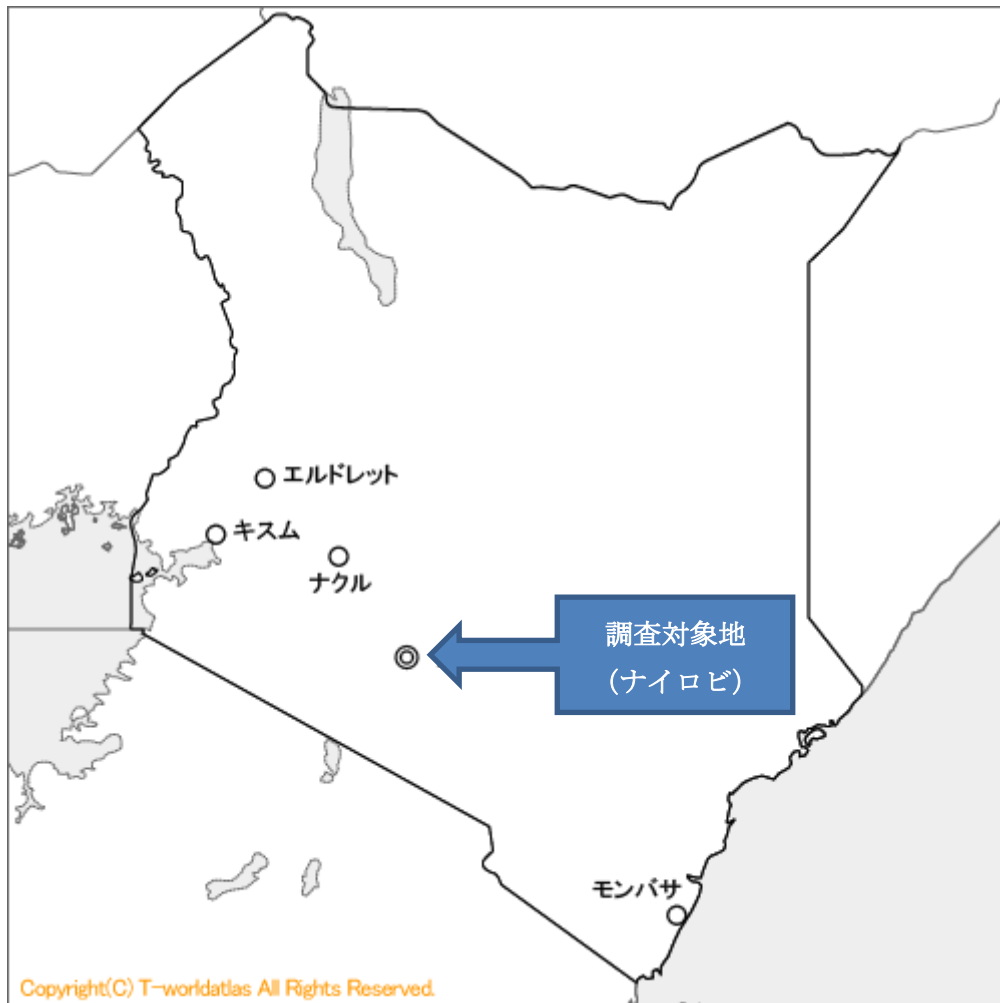 エルドレット
キスム
ナクル
調査対象地
(ナイロビ)
モンバサ
Copyright(C) T-worldatlas All Rights Reserved.